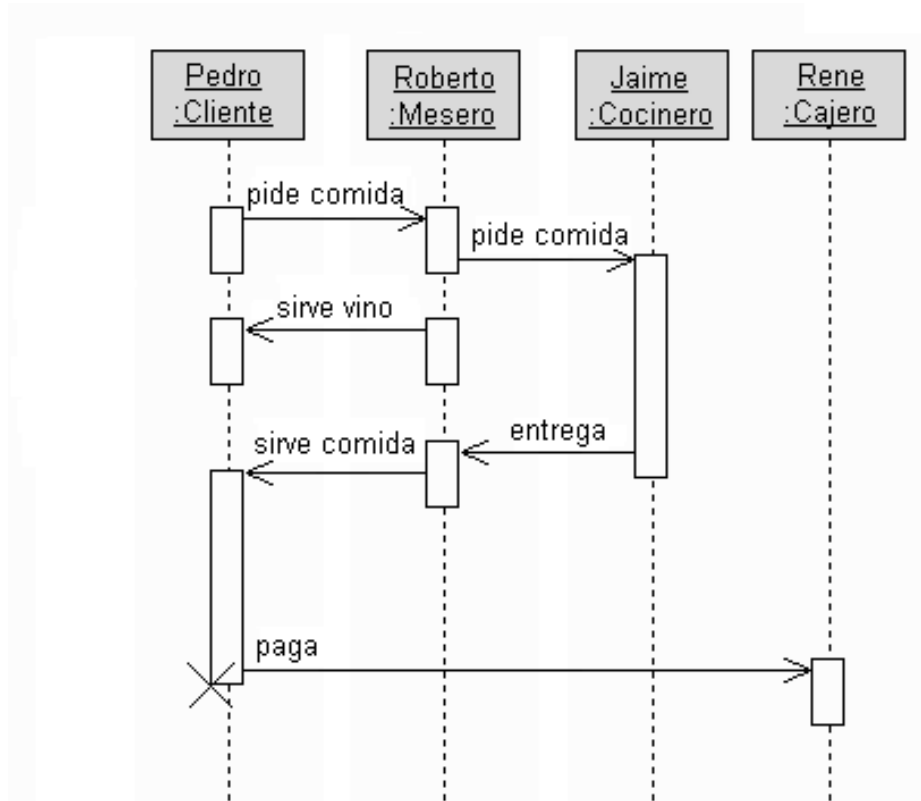 Pedro
:Cliente
Roberto
:Mesero
Jaime
:Cocinero
Rene
:Cajero
pide comida
pide comida
sirve vino
entrega
sirve comida
paga